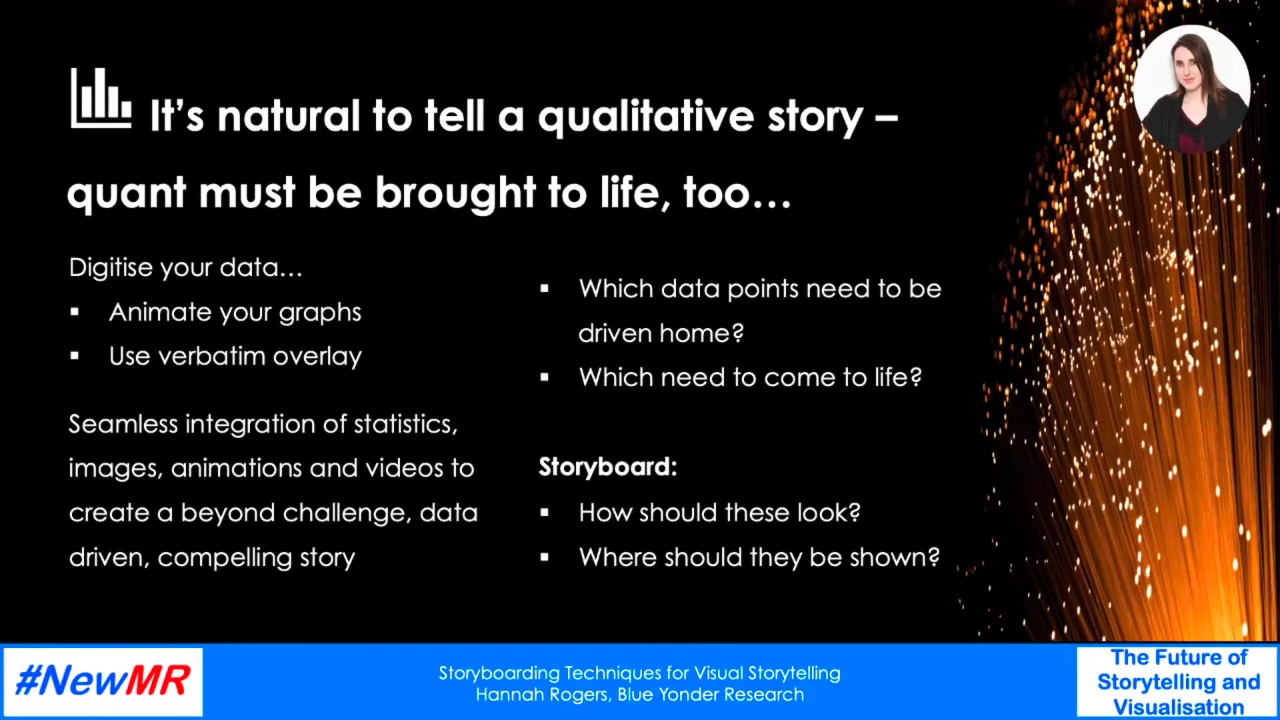 It's natural to tell a qualitative story –
quant must be brought to life, too…
Digitise your data…
▪ Animate your graphs
▪ Use verbatim overlay
Seamless integration of statistics,
images, animations and videos to
create a beyond challenge, data
driven, compelling story
▪ Which data points need to be
driven home?
▪ Which need to come to life?
Storyboard:
▪ How should these look?
▪ Where should they be shown?
#NewMR
Storyboarding Techniques for Visual Storytelling
Hannah Rogers, Blue Yonder Research
The Future of
Storytelling and
Visualisation